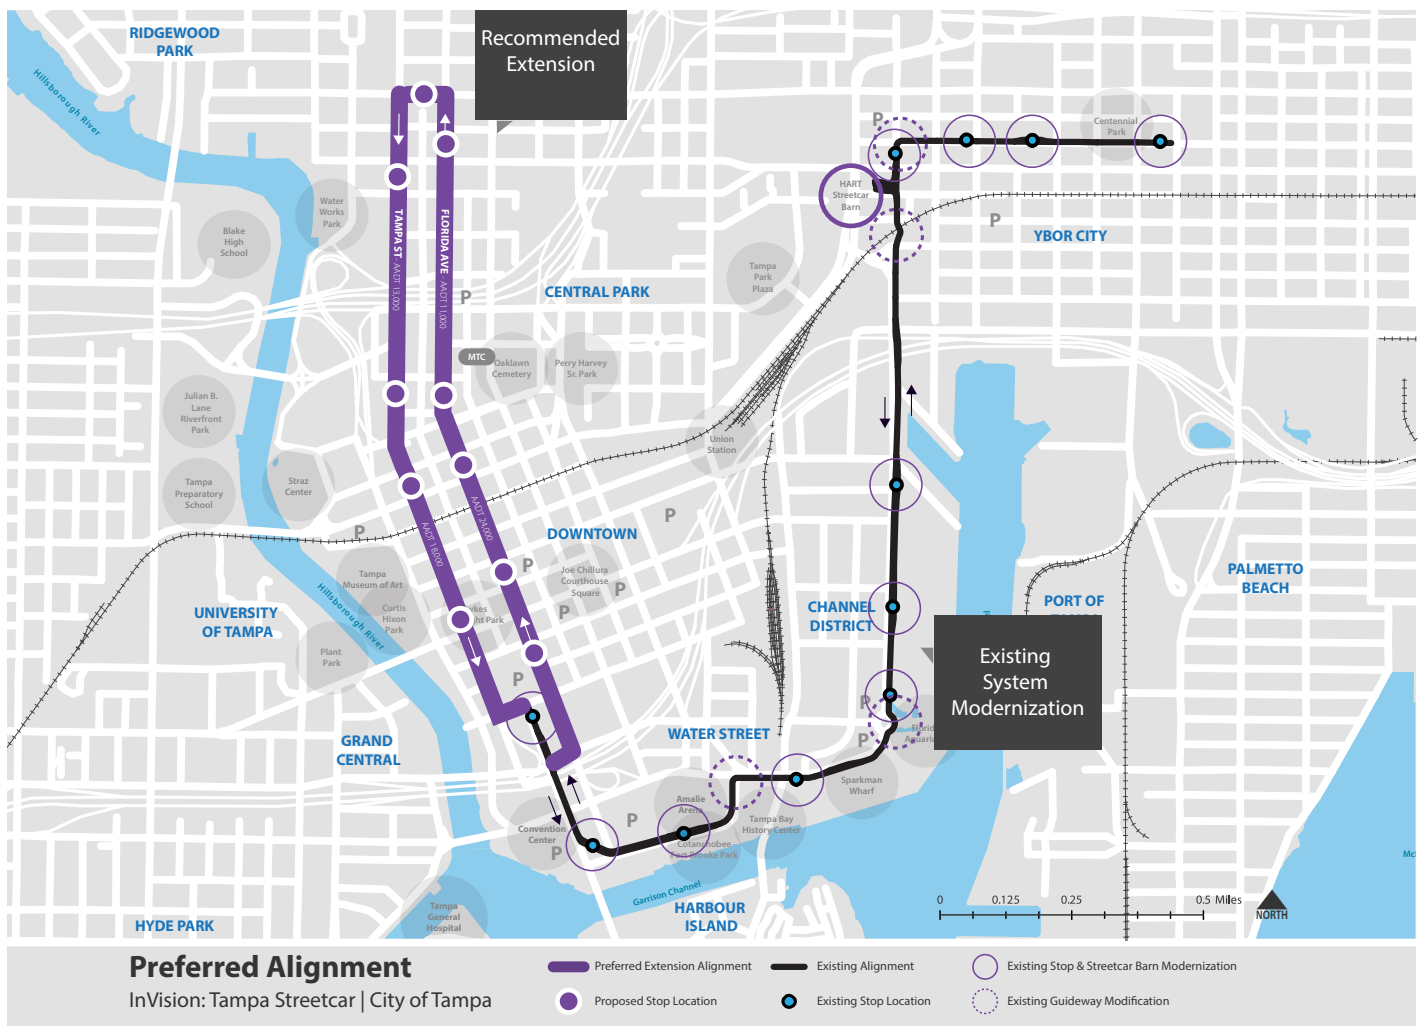 RIDGEWOOD
PARK
Recommended
Extension
Hillsborough River
P
Centennial
Park
HART
Streetcar
Barn
Water
Works
Park
Blake
High
School
TAMPA ST - AADT 13,000
FLORIDA AVE - AADT 11,000
P
YBOR CITY
Tampa
Park
Plaza
CENTRAL PARK
P
MTC
Oaklawn
Cemetery
Perry Harvey
Sr. Park
Julian B.
Lane
Riverfront
Park
Union
Station
Tampa
Preparatory
School
Straz
Center
AADT 18,000
AADT 24,000
P
P
DOWNTOWN
P
Joe Chillura
Courthouse
Square
P
P
Tampa
Museum of Art
Curtis
Hixon
Park
Hillsborough River
UNIVERSITY
OF TAMPA
Plant
Park
P
PALMETTO
BEACH
PORT OF
CHANNEL
DISTRICT
Existing
System
Modernization
P
P
GRAND
CENTRAL
WATER STREET
Sparkman
Wharf
Amalie
Arena
P
Tampa Bay
History Center
Convention
Center
P
Cotanchobee
Fort Brooke Park
Garrison Channel
HARBOUR
ISLAND
Tampa
General
Hospital
HYDE PARK
0 0.125 0.25 0.5 Miles
NORTH
Preferred Alignment
InVision: Tampa Streetcar | City of Tampa
Preferred Extension Alignment
Existing Alignment
Existing Stop & Streetcar Barn Modernization
Proposed Stop Location
Existing Stop Location
Existing Guideway Modification